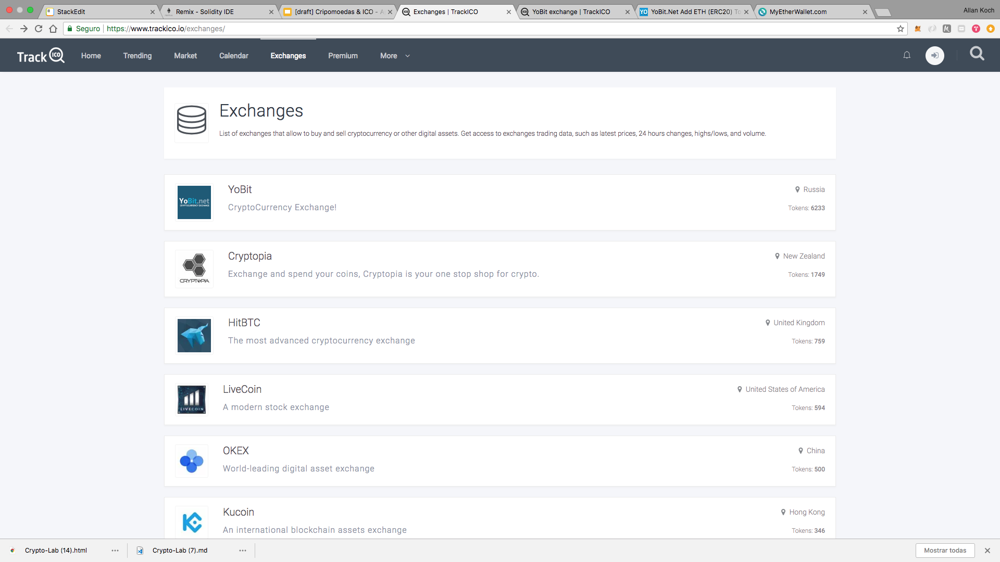 StackEdit
Remix - Solidity IDE
[draft] Cripomoedas & ICO - A
Exchanges | TrackICO
YoBit exchange | TrackICO
YO YoBit.Net Add ETH (ERC20) To
MyEtherWallet.com
Allan Koch
Seguro https://www.trackico.io/exchanges/
Track ICO
Home
Trending
Market
Calendar
Exchanges
Premium
More
Exchanges
List of exchanges that allow to buy and sell cryptocurrency or other digital assets. Get access to exchanges trading data, such as latest prices, 24 hours changes, highs/lows, and volume.
YoBit.net
CRYPTOCURRENCY EXCHANGE
YoBit
Russia
CryptoCurrency Exchange!
Tokens: 6233
CRYPTOPIA
Cryptopia
New Zealand
Exchange and spend your coins, Cryptopia is your one stop shop for crypto.
Tokens: 1749
HitBTC
United Kingdom
The most advanced cryptocurrency exchange
Tokens: 759
LIVECOIN
LiveCoin
United States of America
A modern stock exchange
Tokens: 594
OKEX
China
World-leading digital asset exchange
Tokens: 500
Kucoin
Hong Kong
An international blockchain assets exchange
Tokens: 346
Crypto-Lab (14).html
Crypto-Lab (7).md
Mostrar todas